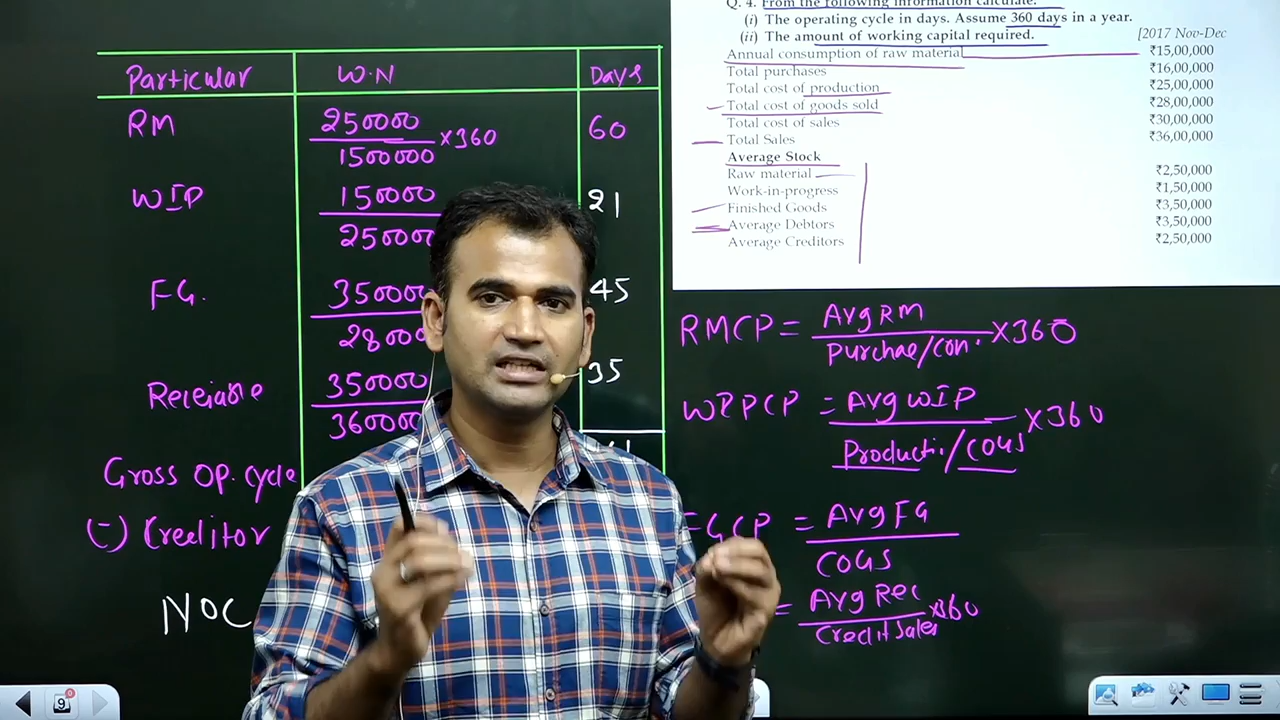 Q. 4. From the following information calculate:
(i) The operating cycle in days. Assume 360 days in a year.
(ii) The amount of working capital required.
[2017 Nov-Dec
Annual consumption of raw material ₹15,00,000
Total purchases ₹16,00,000
Total cost of production ₹25,00,000
Total cost of goods sold ₹28,00,000
Total cost of sales ₹30,00,000
Total Sales ₹36,00,000
Average Stock
Raw material ₹2,50,000
Work-in-progress ₹1,50,000
Finished Goods ₹3,50,000
Average Debtors ₹3,50,000
Average Creditors ₹2,50,000
Particular W.N Days
RM 250000 60
1500000 ×360
WIP 150000 21
25000
FG. 35000 45
2800
Receivable 350000 35
360000
Gross Op. cycle
(-) Creditor
NOC
RMCP = Avg RM
Purchae/Con. ×360
WIPCP = Avg WIP
Producti./COGS ×360
FGCP = Avg FG
COGS
= Avg Rec
Credit Sales ×360
9